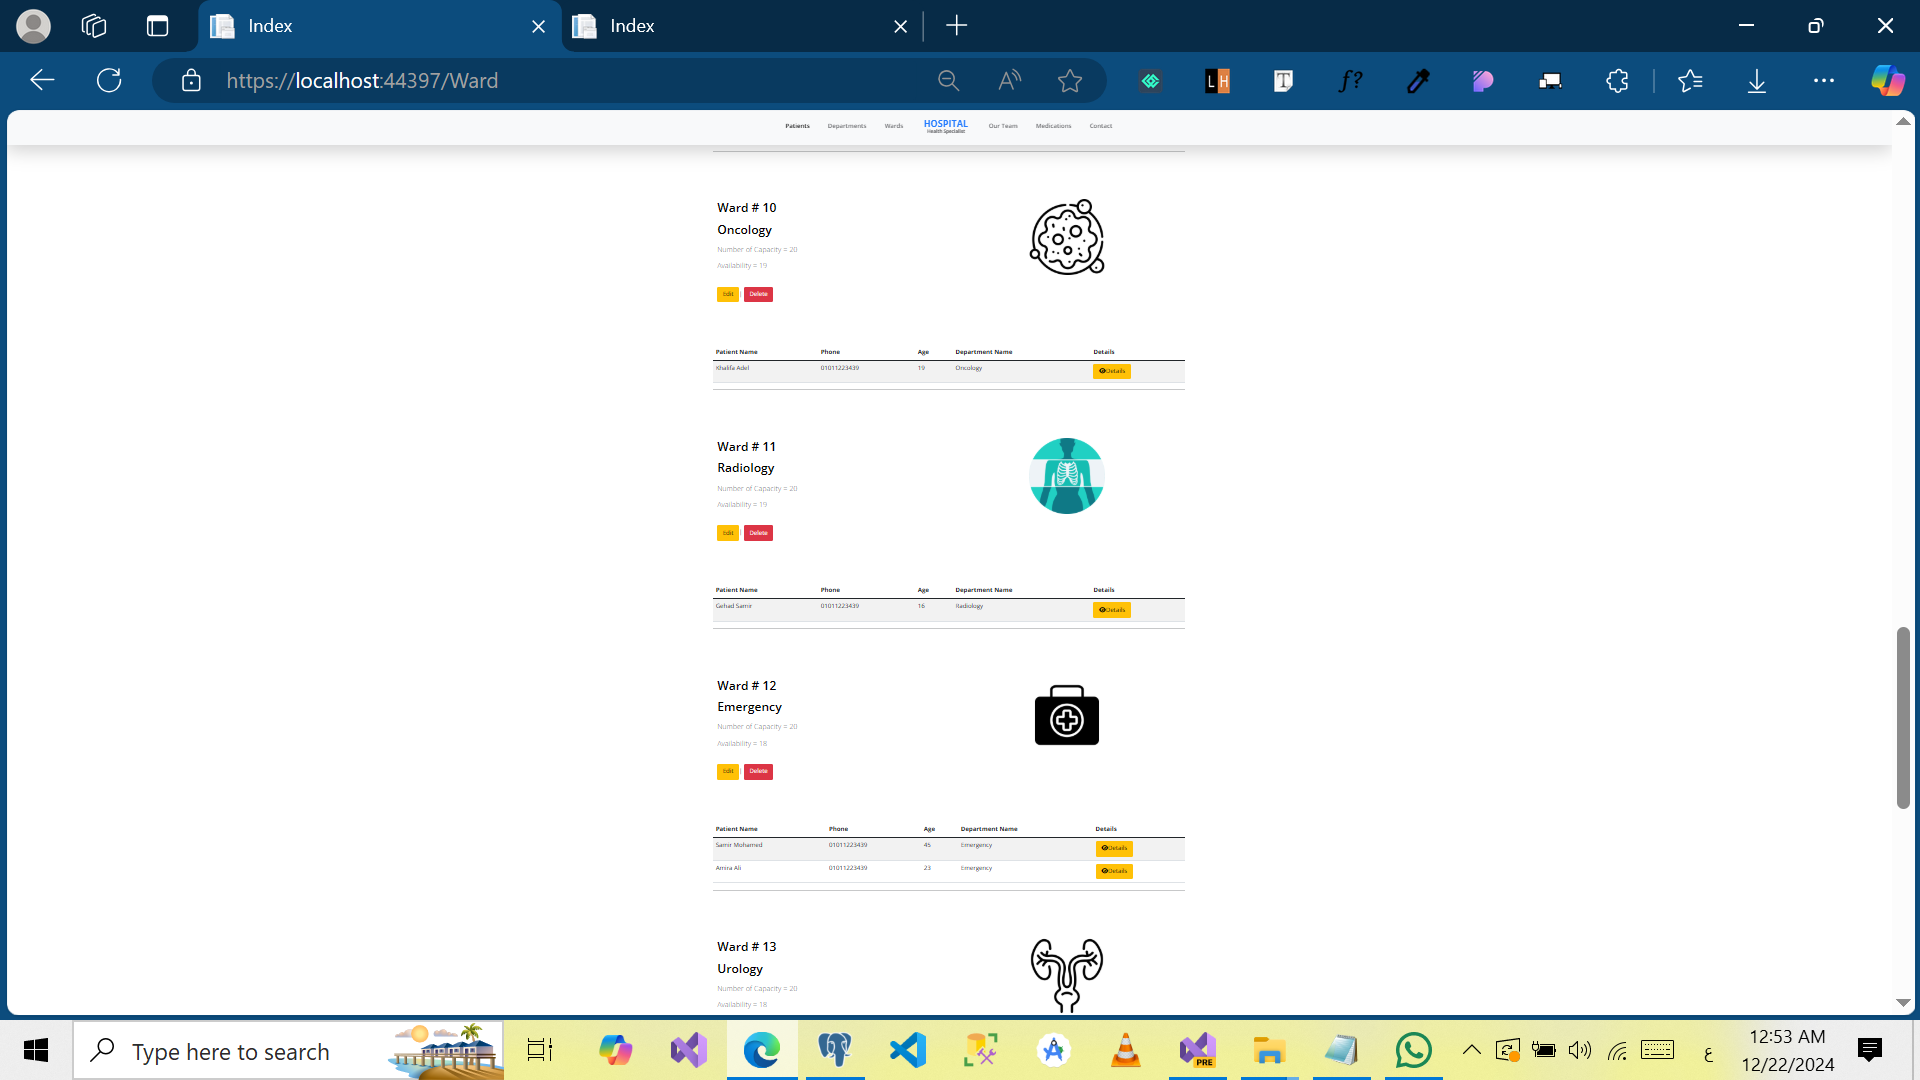 Index
Index
https://localhost:44397/Ward
Patients Departments Wards HOSPITAL Our Team Medications Contact
Health Specialist
Ward # 10
Oncology
Number of Capacity = 20
Availability = 19
Edit | Delete
Patient Name Phone Age Department Name Details
Khalifa Adel 01011223439 19 Oncology Details
Ward # 11
Radiology
Number of Capacity = 20
Availability = 19
Edit | Delete
Patient Name Phone Age Department Name Details
Gehad Samir 01011223439 16 Radiology Details
Ward # 12
Emergency
Number of Capacity = 20
Availability = 18
Edit | Delete
Patient Name Phone Age Department Name Details
Samir Mohamed 01011223439 45 Emergency Details
Amira Ali 01011223439 23 Emergency Details
Ward # 13
Urology
Number of Capacity = 20
Availability = 18
Type here to search
PRE
ع
12:53 AM
12/22/2024